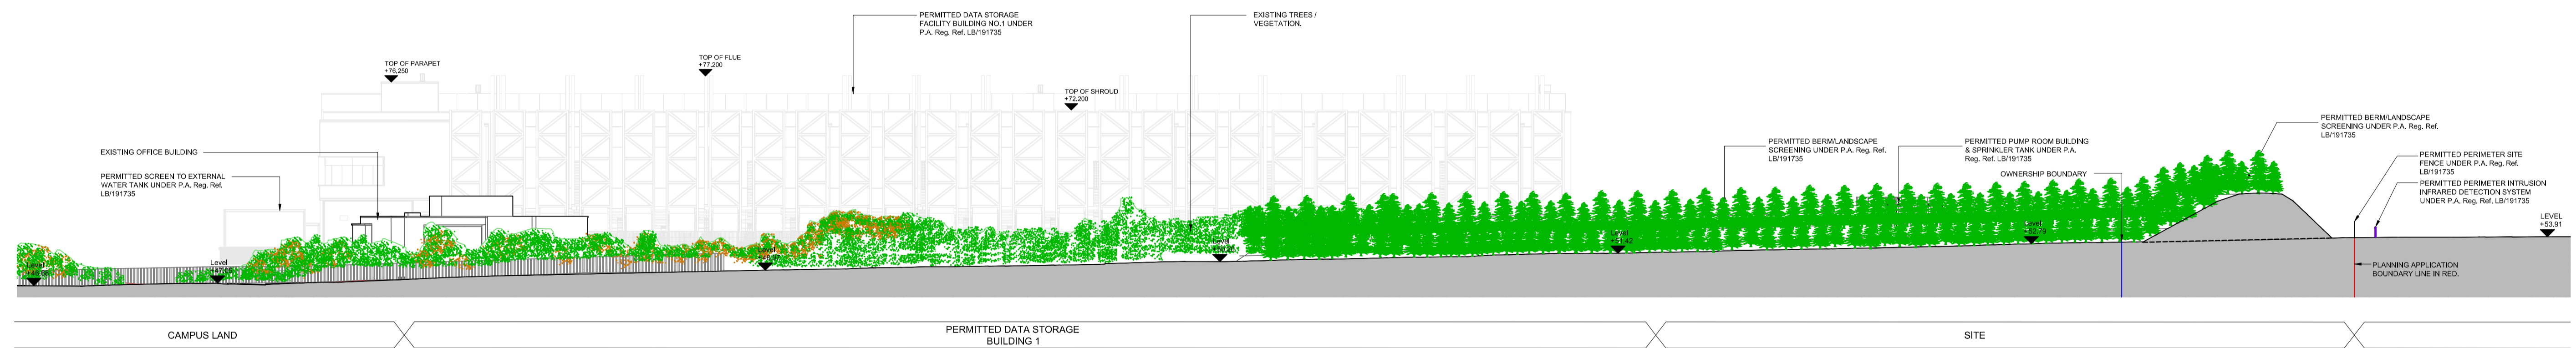 PERMITTED DATA STORAGE
FACILITY BUILDING NO.1 UNDER
P.A. Reg. Ref. LB/191735
EXISTING TREES /
VEGETATION.
TOP OF PARAPET
+76,250
TOP OF FLUE
+77,200
TOP OF SHROUD
+72,200
EXISTING OFFICE BUILDING
PERMITTED SCREEN TO EXTERNAL
WATER TANK UNDER P.A. Reg. Ref.
LB/191735
PERMITTED BERM/LANDSCAPE
SCREENING UNDER P.A. Reg. Ref.
LB/191735
PERMITTED PUMP ROOM BUILDING
& SPRINKLER TANK UNDER P.A.
Reg. Ref. LB/191735
OWNERSHIP BOUNDARY
PERMITTED BERM/LANDSCAPE
SCREENING UNDER P.A. Reg. Ref.
LB/191735
PERMITTED PERIMETER SITE
FENCE UNDER P.A. Reg. Ref.
LB/191735
PERMITTED PERIMETER INTRUSION
INFRARED DETECTION SYSTEM
UNDER P.A. Reg. Ref. LB/191735
LEVEL
+53.91
Level
Level
Level
Level
Level
Level
+52.79
PLANNING APPLICATION
BOUNDARY LINE IN RED.
CAMPUS LAND
PERMITTED DATA STORAGE
BUILDING 1
SITE